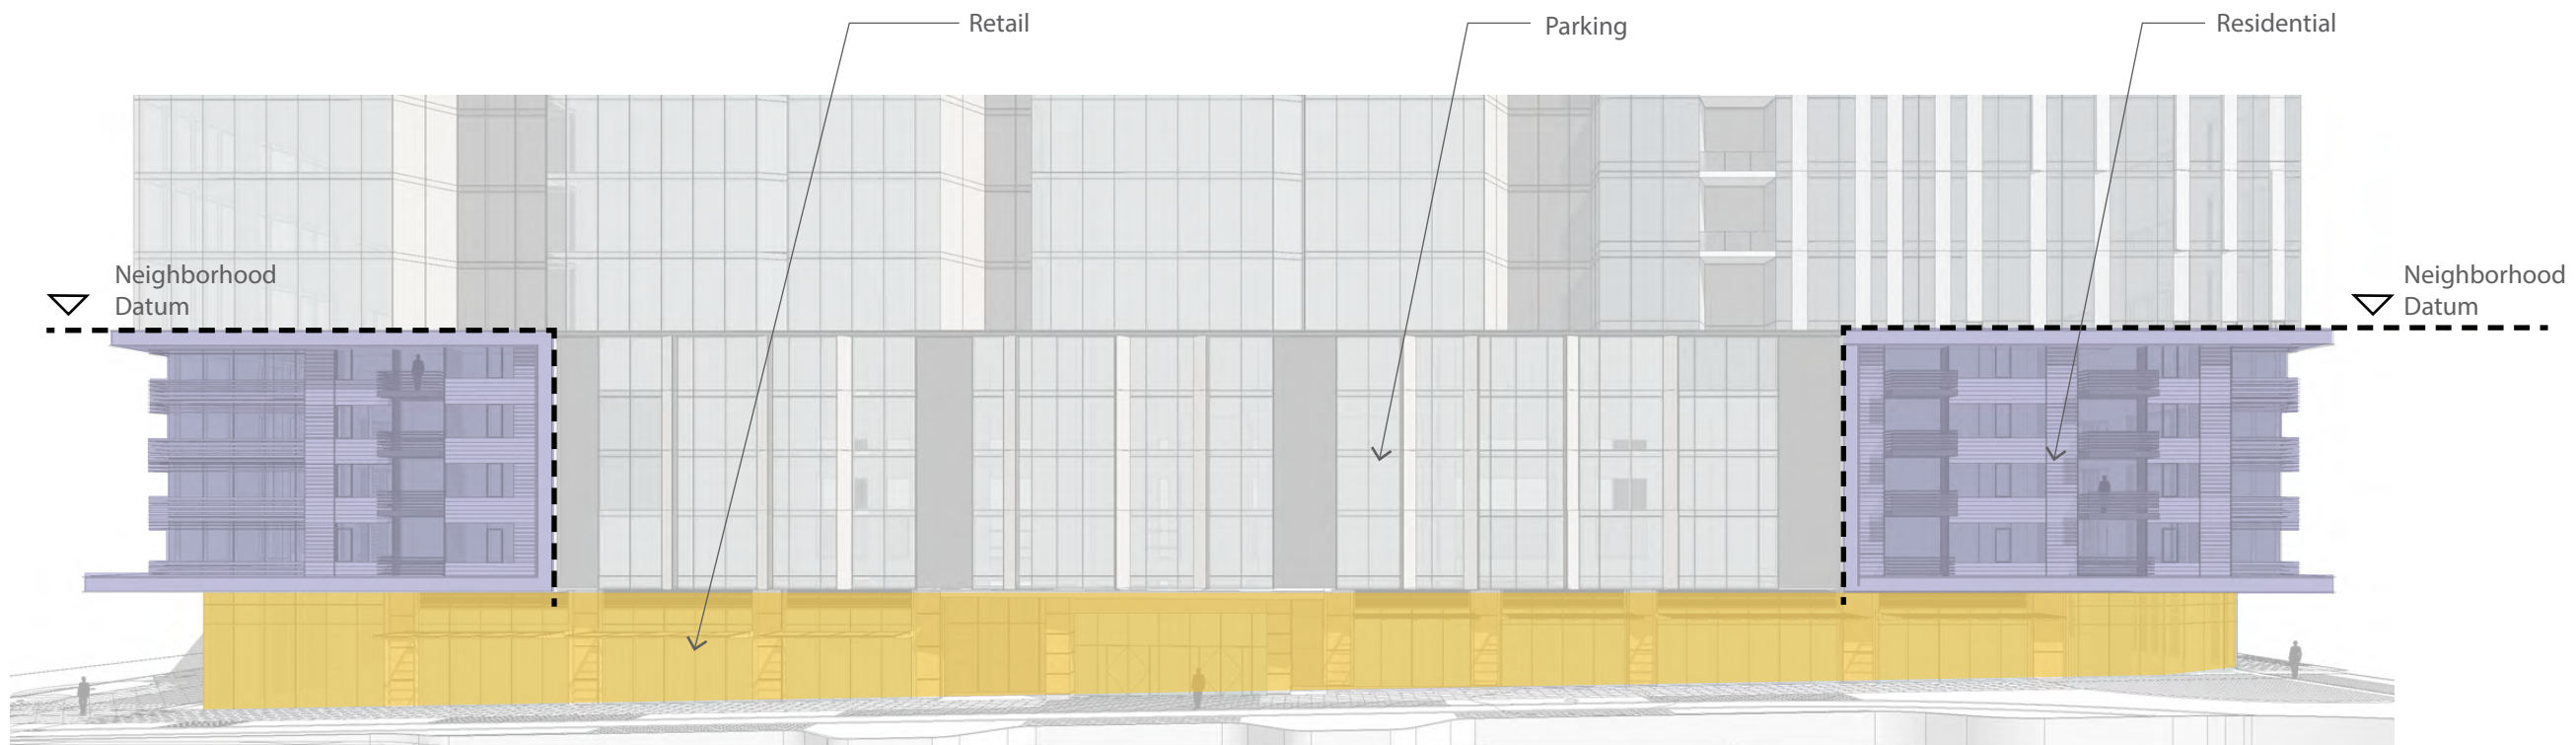 Retail
Parking
Residential
Neighborhood
Datum
Neighborhood
Datum